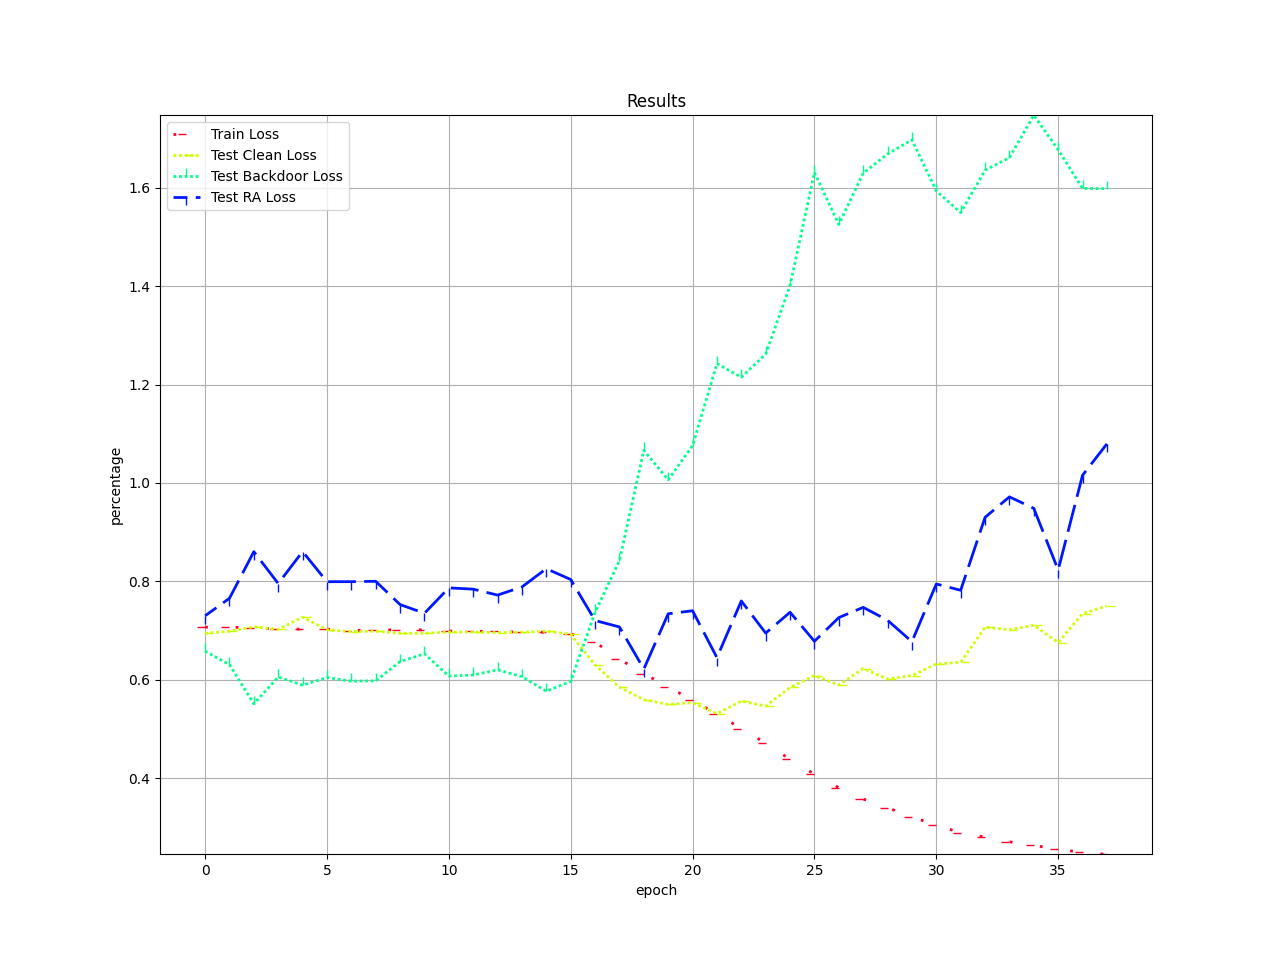 Results
Train Loss
Test Clean Loss
Test Backdoor Loss
Test RA Loss
1.6
1.4
1.2
1.0
0.8
0.6
0.4
percentage
0 5 10 15 20 25 30 35
epoch